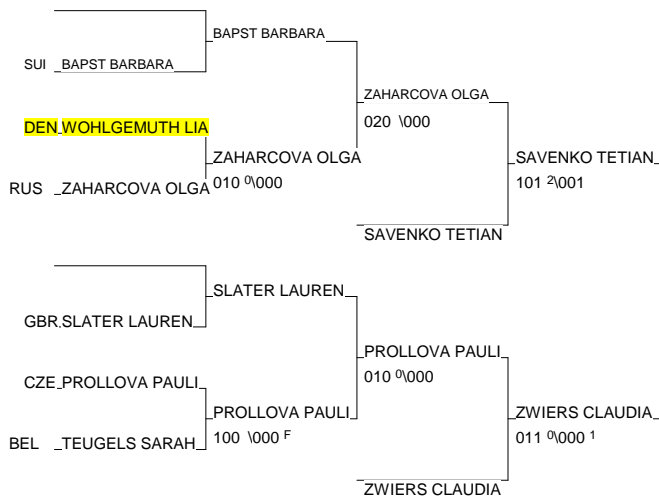 BAPST BARBARA
SUI BAPST BARBARA
ZAHARCOVA OLGA
020 \000
DEN WOHLGEMUTH LIA
ZAHARCOVA OLGA
010 0\000
SAVENKO TETIAN
101 2\001
RUS ZAHARCOVA OLGA
SAVENKO TETIAN
SLATER LAUREN
GBR SLATER LAUREN
PROLLOVA PAULI
010 0\000
CZE PROLLOVA PAULI
PROLLOVA PAULI
100 \000 F
ZWIERS CLAUDIA
011 0\000 1
BEL TEUGELS SARAH
ZWIERS CLAUDIA